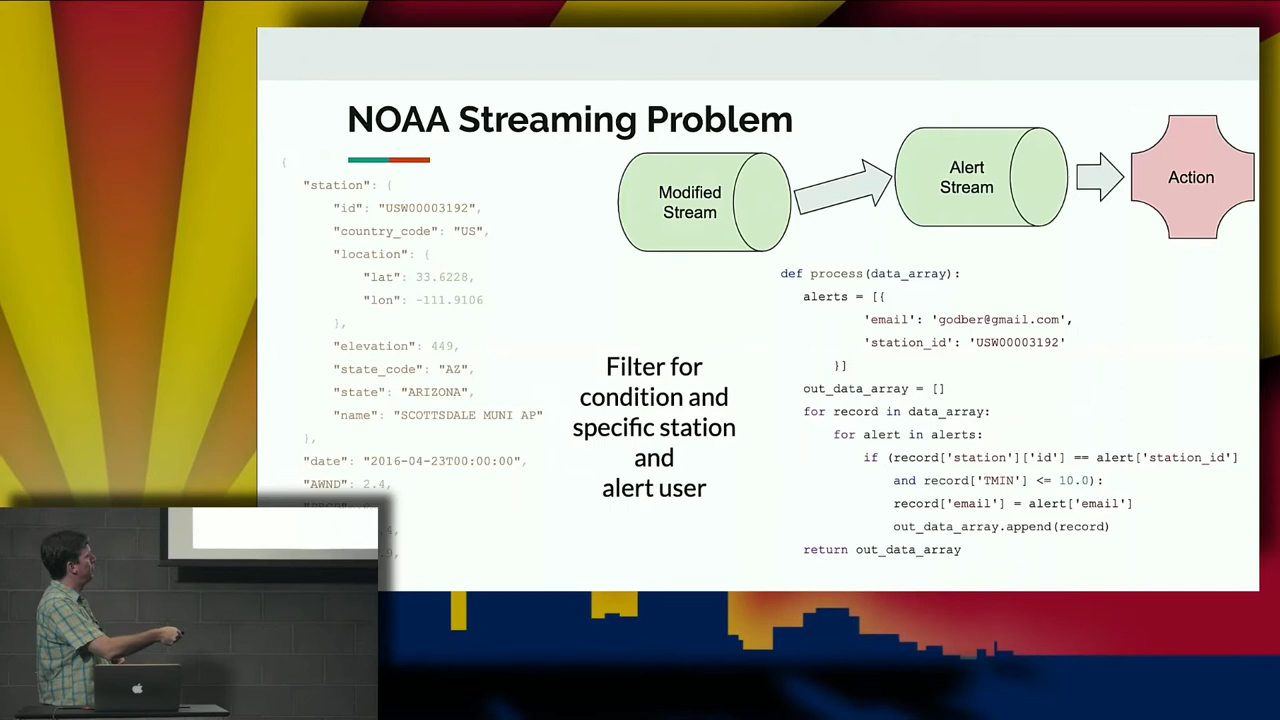 NOAA Streaming Problem
{
"station": {
"id": "USW00003192",
"country_code": "US",
"location": {
"lat": 33.6228,
"lon": -111.9106
},
"elevation": 449,
"state_code": "AZ",
"state": "ARIZONA",
"name": "SCOTTSDALE MUNI AP"
},
"date": "2016-04-23T00:00:00",
"AWND": 2.4,
Filter for
condition and
specific station
and
alert user
Modified
Stream
Alert
Stream
Action
def process(data_array):
alerts = [{
'email': 'godber@gmail.com',
'station_id': 'USW00003192'
}]
out_data_array = []
for record in data_array:
for alert in alerts:
if (record['station']['id'] == alert['station_id']
and record['TMIN'] <= 10.0):
record['email'] = alert['email']
out_data_array.append(record)
return out_data_array